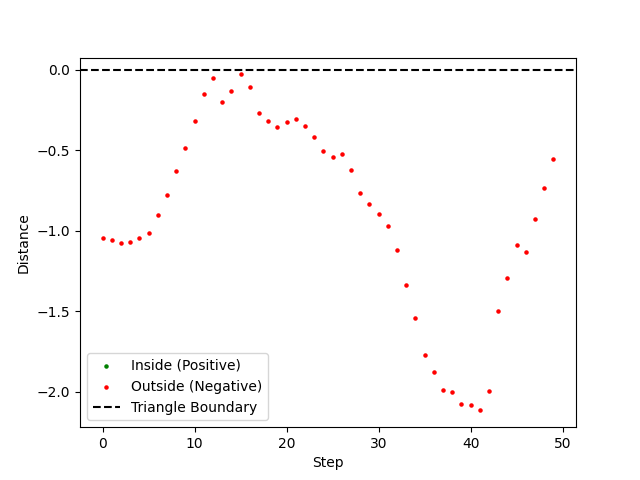 0.0
−0.5
−1.0
−1.5
−2.0
Distance
Inside (Positive)
Outside (Negative)
Triangle Boundary
0 10 20 30 40 50
Step